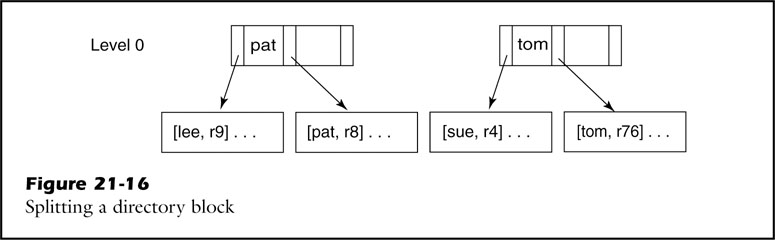 Level 0
pat
tom
[lee, r9] . . .
[pat, r8] . . .
[sue, r4] . . .
[tom, r76] . . .
Figure 21-16
Splitting a directory block